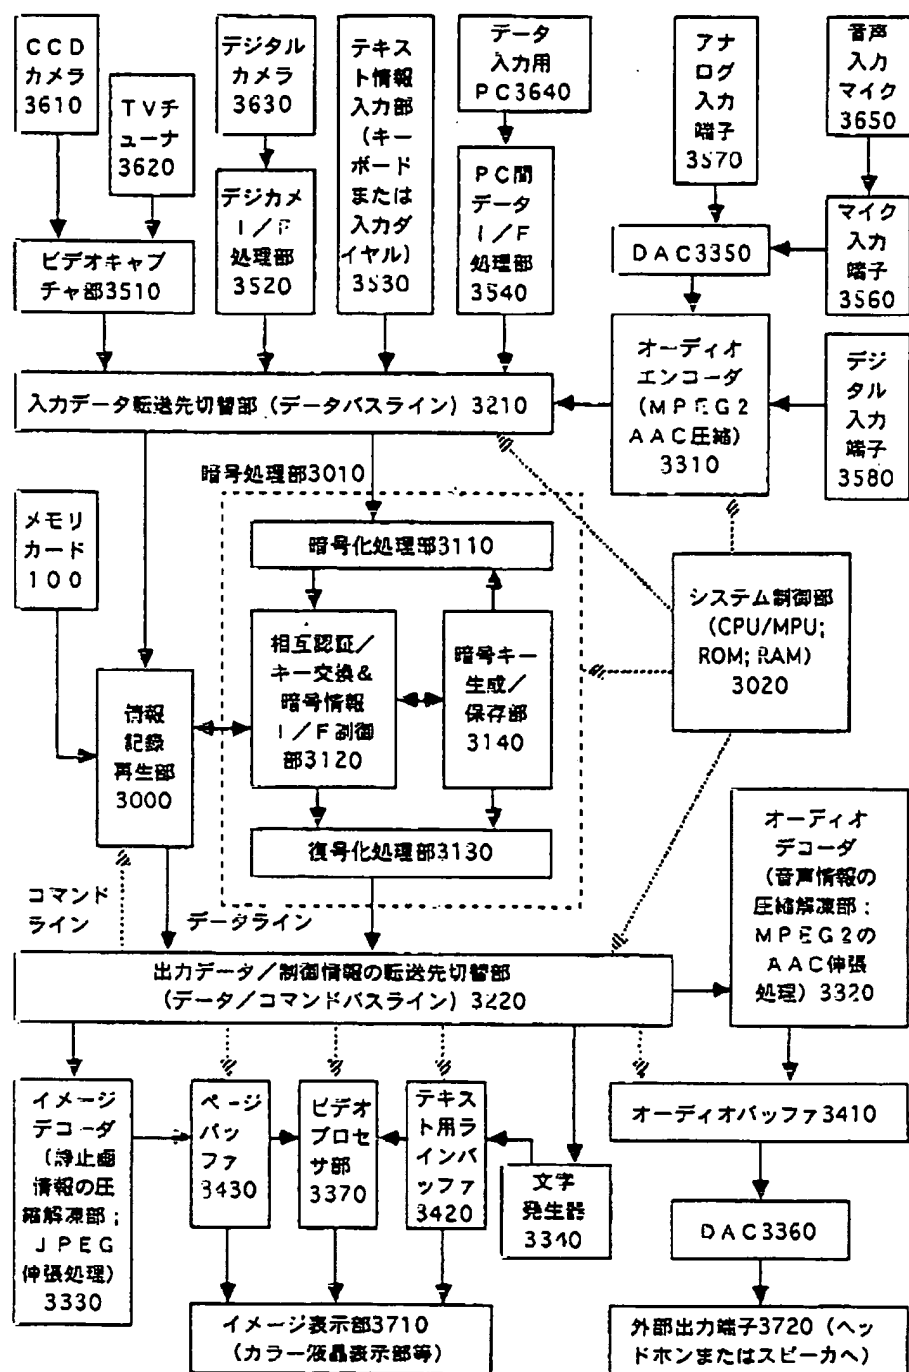 CCD
カメラ
3610
TVチ
ューナ
3620
デジタル
カメラ
3630
テキス
ト情報
入力部
(キー
ボード
または
入力ダ
イヤル)
3530
データ
入力用
PC3640
アナ
ログ
入力
端子
3570
音声
入力
マイク
3650
ビデオキャプ
チャ部3510
デジカメ
I/F
処理部
3520
PC間
データ
I/F
処理部
3540
DAC3350
マイク
入力
端子
3560
入力データ転送先切替部(データバスライン)3210
オーディオ
エンコーダ
(MPEG2
AAC圧縮)
3310
デジ
タル
入力
端子
3580
暗号処理部3010
メモリ
カード
100
暗号化処理部3110
相互認証/
キー交換&
暗号情報
I/F制御
部3120
暗号キー
生成/
保存部
3140
システム制御部
(CPU/MPU;
ROM;RAM)
3020
情報
記録
再生部
3000
復号化処理部3130
コマンド
ライン
データライン
オーディオ
デコーダ
(音声情報の
圧縮解凍部;
MPEG2の
AAC伸張
処理)3320
出力データ/制御情報の転送先切替部
(データ/コマンドバスライン)3220
イメージ
デコーダ
(静止画
情報の圧
縮解凍部;
JPEG
伸張処理)
3330
ページ
バッ
ファ
3430
ビデオ
プロセ
サ部
3370
テキス
ト用ラ
インバ
ッファ
3420
文字
発生器
3340
オーディオバッファ3410
DAC3360
イメージ表示部3710
(カラー液晶表示部等)
外部出力端子3720(ヘッ
ドホンまたはスピーカへ)